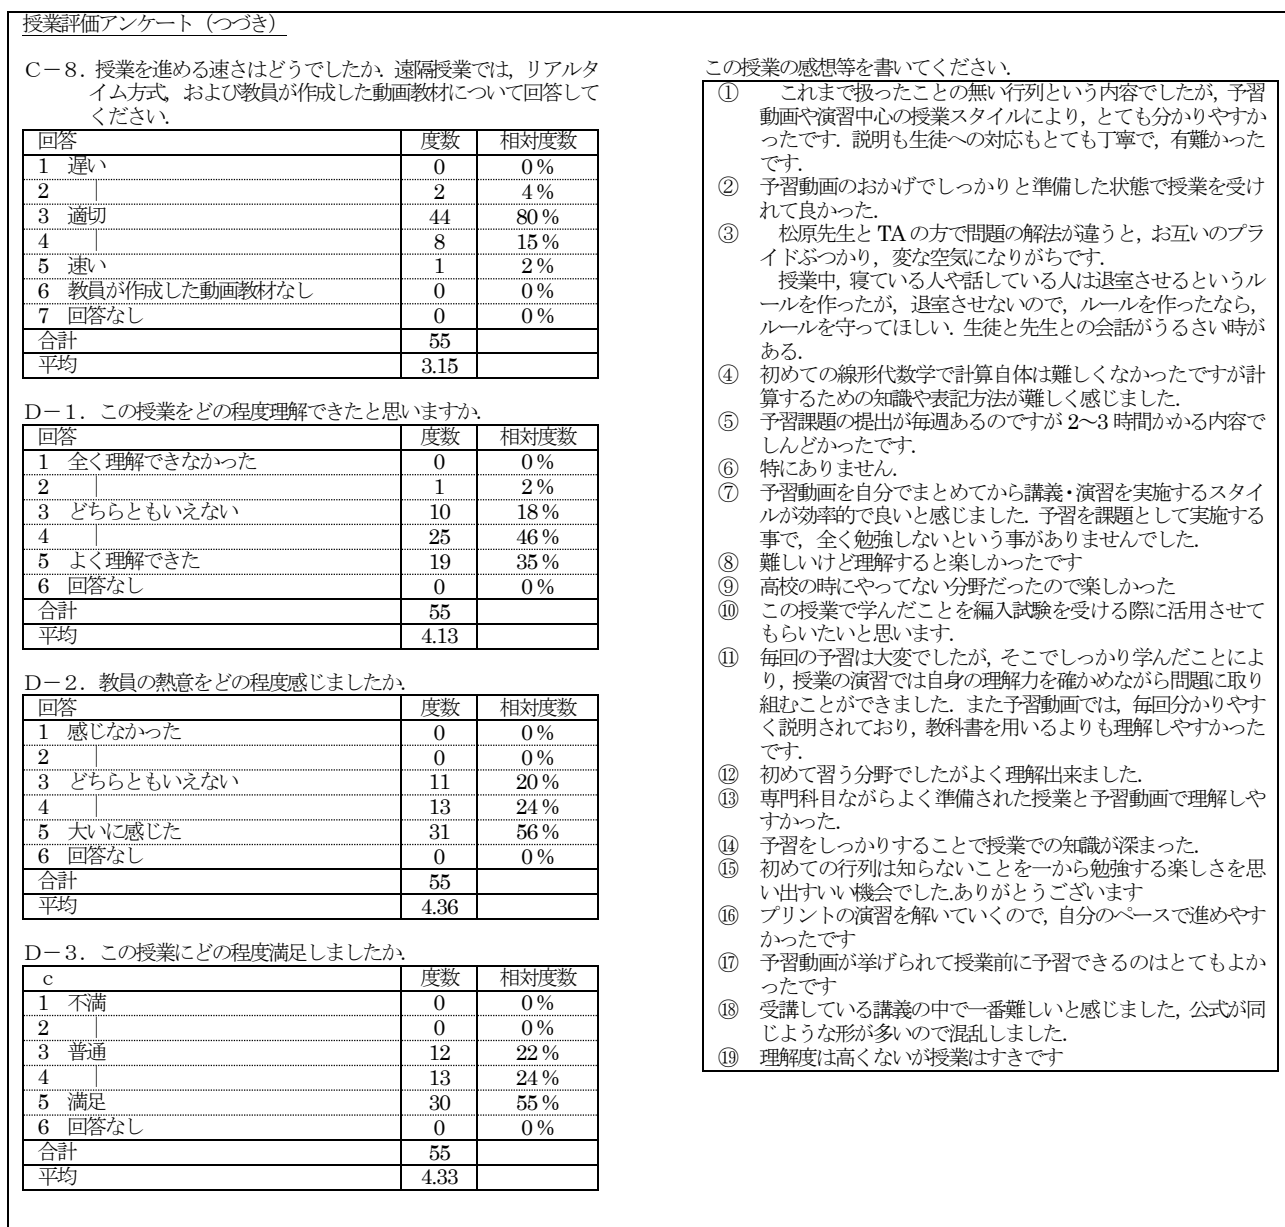 授業評価アンケート（つづき）
C－8．授業を進める速さはどうでしたか．遠隔授業では，リアルタ
イム方式，および教員が作成した動画教材について回答して
ください．
回答 度数 相対度数
1 遅い 0 0%
2 ｜ 2 4%
3 適切 44 80%
4 ｜ 8 15%
5 速い 1 2%
6 教員が作成した動画教材なし 0 0%
7 回答なし 0 0%
合計 55
平均 3.15
D－1．この授業をどの程度理解できたと思いますか．
回答 度数 相対度数
1 全く理解できなかった 0 0%
2 ｜ 1 2%
3 どちらともいえない 10 18%
4 ｜ 25 46%
5 よく理解できた 19 35%
6 回答なし 0 0%
合計 55
平均 4.13
D－2．教員の熱意をどの程度感じましたか．
回答 度数 相対度数
1 感じなかった 0 0%
2 ｜ 0 0%
3 どちらともいえない 11 20%
4 ｜ 13 24%
5 大いに感じた 31 56%
6 回答なし 0 0%
合計 55
平均 4.36
D－3．この授業にどの程度満足しましたか．
c 度数 相対度数
1 不満 0 0%
2 ｜ 0 0%
3 普通 12 22%
4 ｜ 13 24%
5 満足 30 55%
6 回答なし 0 0%
合計 55
平均 4.33
この授業の感想等を書いてください．
① これまで扱ったことの無い行列という内容でしたが，予習
動画や演習中心の授業スタイルにより，とても分かりやすか
ったです．説明も生徒への対応もとても丁寧で，有難かった
です．
② 予習動画のおかげでしっかりと準備した状態で授業を受け
れて良かった．
③ 松原先生と TA の方で問題の解法が違うと，お互いのプラ
イドぶつかり，変な空気になりがちです．
授業中，寝ている人や話している人は退室させるというル
ールを作ったが，退室させないので，ルールを作ったなら，
ルールを守ってほしい．生徒と先生との会話がうるさい時が
ある．
④ 初めての線形代数学で計算自体は難しくなかったですが計
算するための知識や表記方法が難しく感じました．
⑤ 予習課題の提出が毎週あるのですが 2～3 時間かかる内容で
しんどかったです．
⑥ 特にありません．
⑦ 予習動画を自分でまとめてから講義・演習を実施するスタイ
ルが効率的で良いと感じました．予習を課題として実施する
事で，全く勉強しないという事がありませんでした．
⑧ 難しいけど理解すると楽しかったです
⑨ 高校の時にやってない分野だったので楽しかった
⑩ この授業で学んだことを編入試験を受ける際に活用させて
もらいたいと思います．
⑪ 毎回の予習は大変でしたが，そこでしっかり学んだことによ
り，授業の演習では自身の理解力を確かめながら問題に取り
組むことができました．また予習動画では，毎回分かりやす
く説明されており，教科書を用いるよりも理解しやすかった
です．
⑫ 初めて習う分野でしたがよく理解出来ました．
⑬ 専門科目ながらよく準備された授業と予習動画で理解しや
すかった．
⑭ 予習をしっかりすることで授業での知識が深まった．
⑮ 初めての行列は知らないことを一から勉強する楽しさを思
い出すいい機会でした.ありがとうございます
⑯ プリントの演習を解いていくので，自分のペースで進めやす
かったです
⑰ 予習動画が挙げられて授業前に予習できるのはとてもよか
ったです
⑱ 受講している講義の中で一番難しいと感じました，公式が同
じような形が多いので混乱しました．
⑲ 理解度は高くないが授業はすきです